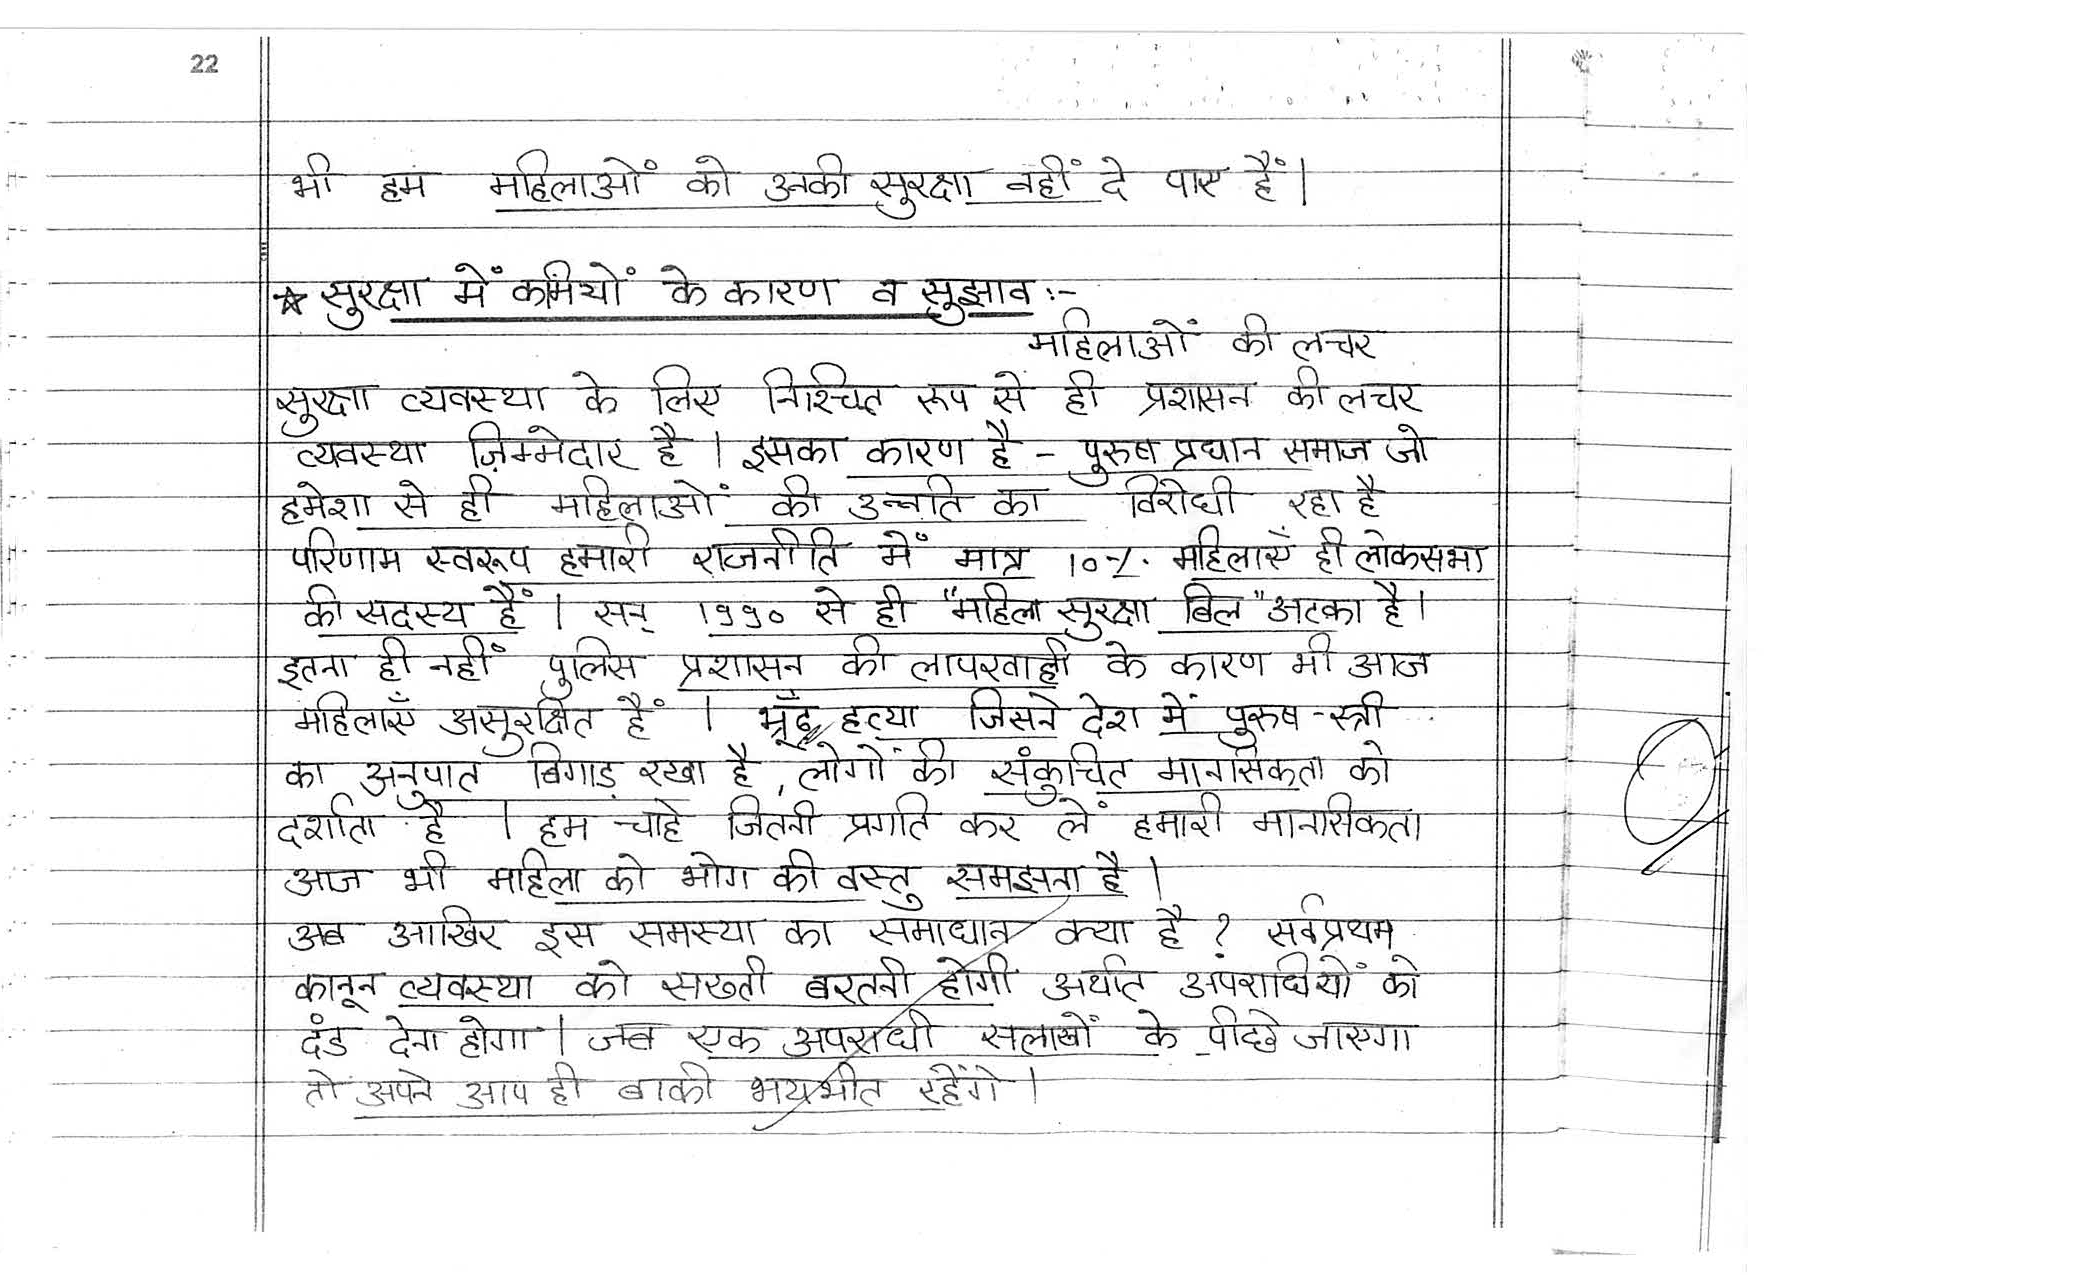 22
भी हम महिलाओं को उनकी सुरक्षा नहीं दे पाए हैं।
☆ सुरक्षा में कमियों के कारण व सुझाव :-
महिलाओं की लचर
सुरक्षा व्यवस्था के लिए निश्चित रूप से ही प्रशासन की लचर
व्यवस्था ज़िम्मेदार है। इसका कारण है - पुरुष प्रधान समाज जो
हमेशा से ही महिलाओं की उन्नति का विरोधी रहा है
परिणाम स्वरूप हमारी राजनीति में मात्र 10% महिलाएँ ही लोकसभा
की सदस्य हैं। सन् १९९० से ही "महिला सुरक्षा बिल" अटका है।
इतना ही नहीं पुलिस प्रशासन की लापरवाही के कारण भी आज
महिलाएँ असुरक्षित हैं। हत्या जिसने देश में पुरुष-स्त्री
का अनुपात बिगाड़ रखा है, लोगों की संकुचित मानसिकता को
दर्शाता है। हम चाहे जितनी प्रगति कर लें हमारी मानसिकता
आज भी महिला को भोग की वस्तु समझना है।
अब आखिर इस समस्या का समाधान क्या है? सर्वप्रथम
कानून व्यवस्था को सख्ती बरतनी होगी अर्थात अपराधियों को
दंड देना होगा। जब एक अपराधी सलाखों के पीछे जाएगा
तो अपने आप ही बाकी भयभीत रहेंगे।